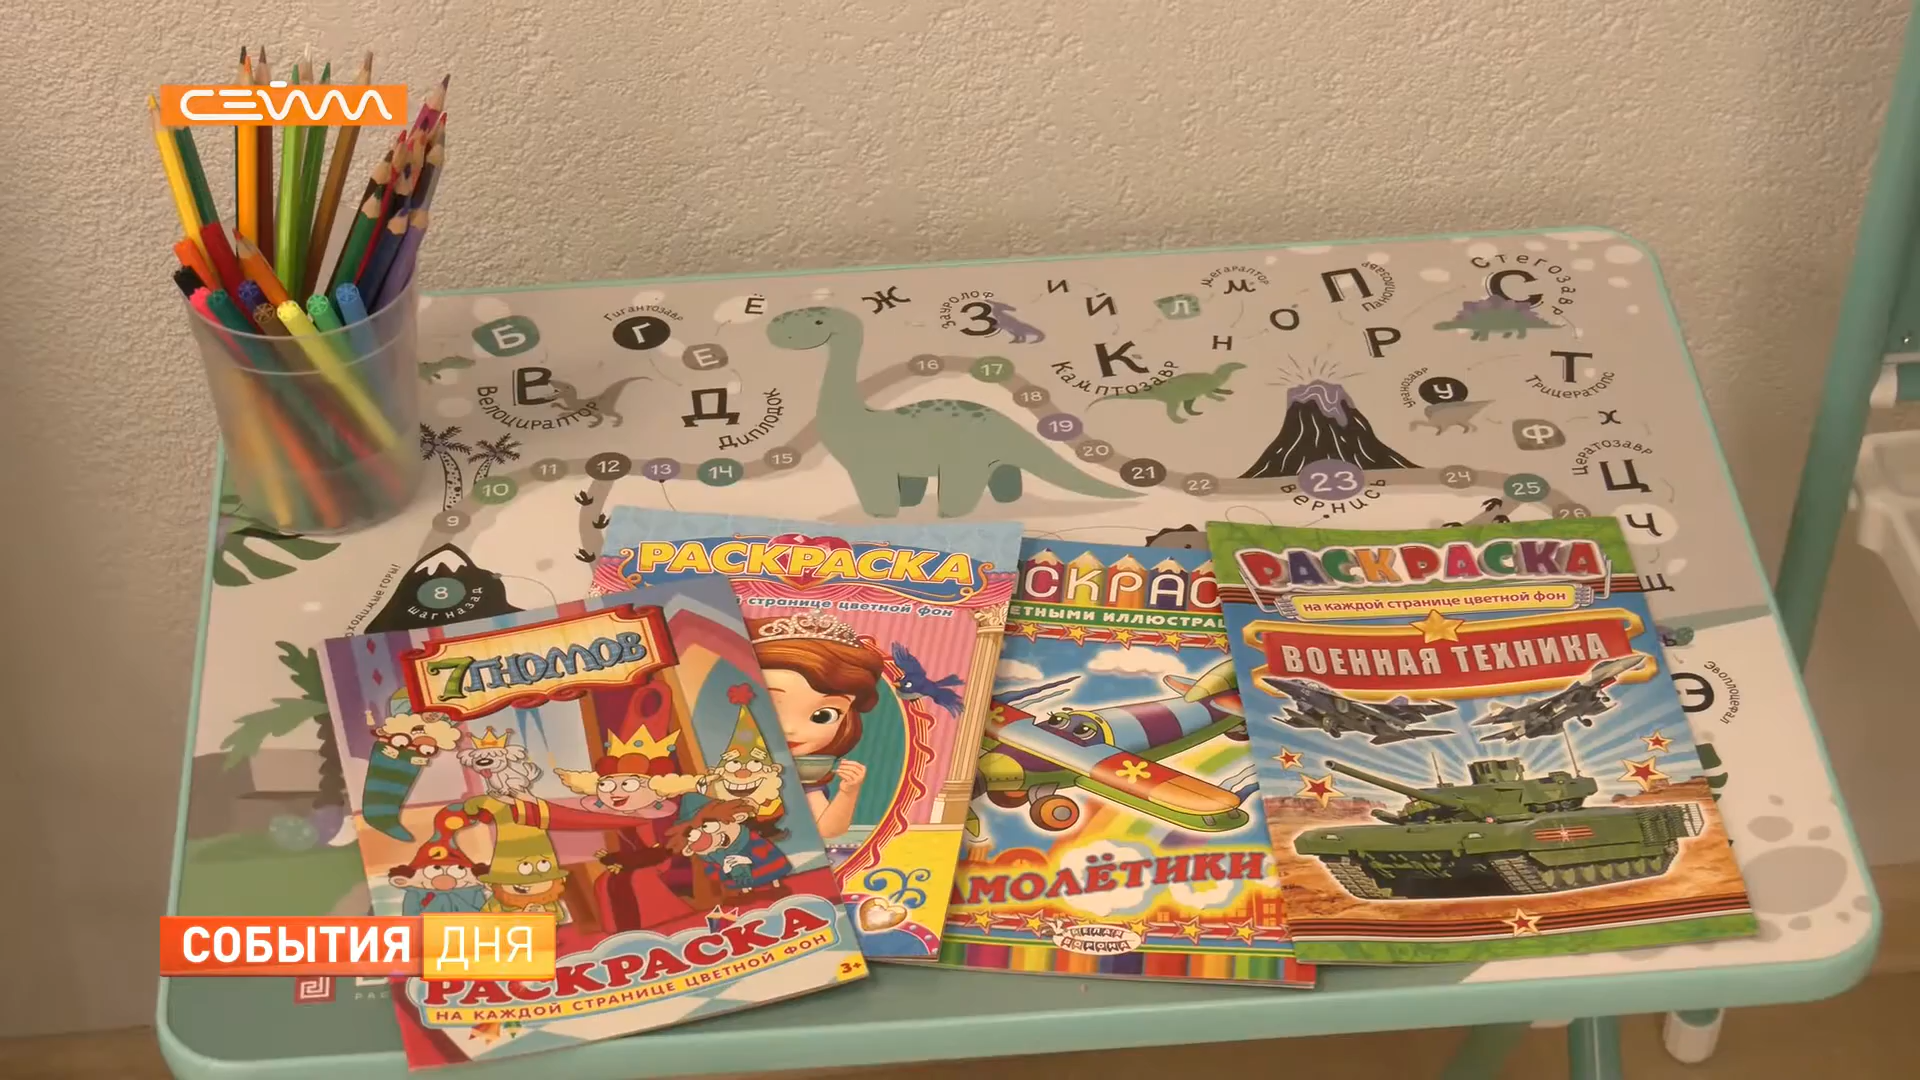 СЕЙМ
Стегозавр
С
Мегараптор
м
П
Паноплозавр
И
Й
л
Ё
Ж
Зауролоф
З
Гигантозавр
Г
Б
Е
н
О
Р
К
Камптозавр
Т
Трицератопс
У
В
Велоцираптор
Д
Диплодок
16
17
18
19
20
21
22
23
вернись
24
25
26
Ф
х
Цератозавр
Ц
Ч
щ
15
14
13
12
11
10
9
8
шаг назад
Э
Эвоплоцефал
РАСКРАСКА
странице цветной фон
СКРАС
ЕТНЫМИ ИЛЛЮСТРАЦ
АМОЛЁТИКИ
РАСКРАСКА
на каждой странице цветной фон
ВОЕННАЯ ТЕХНИКА
7 ГНОМОВ
РАСКРАСКА
НА КАЖДОЙ СТРАНИЦЕ ЦВЕТНОЙ ФОН
3+
СОБЫТИЯ ДНЯ